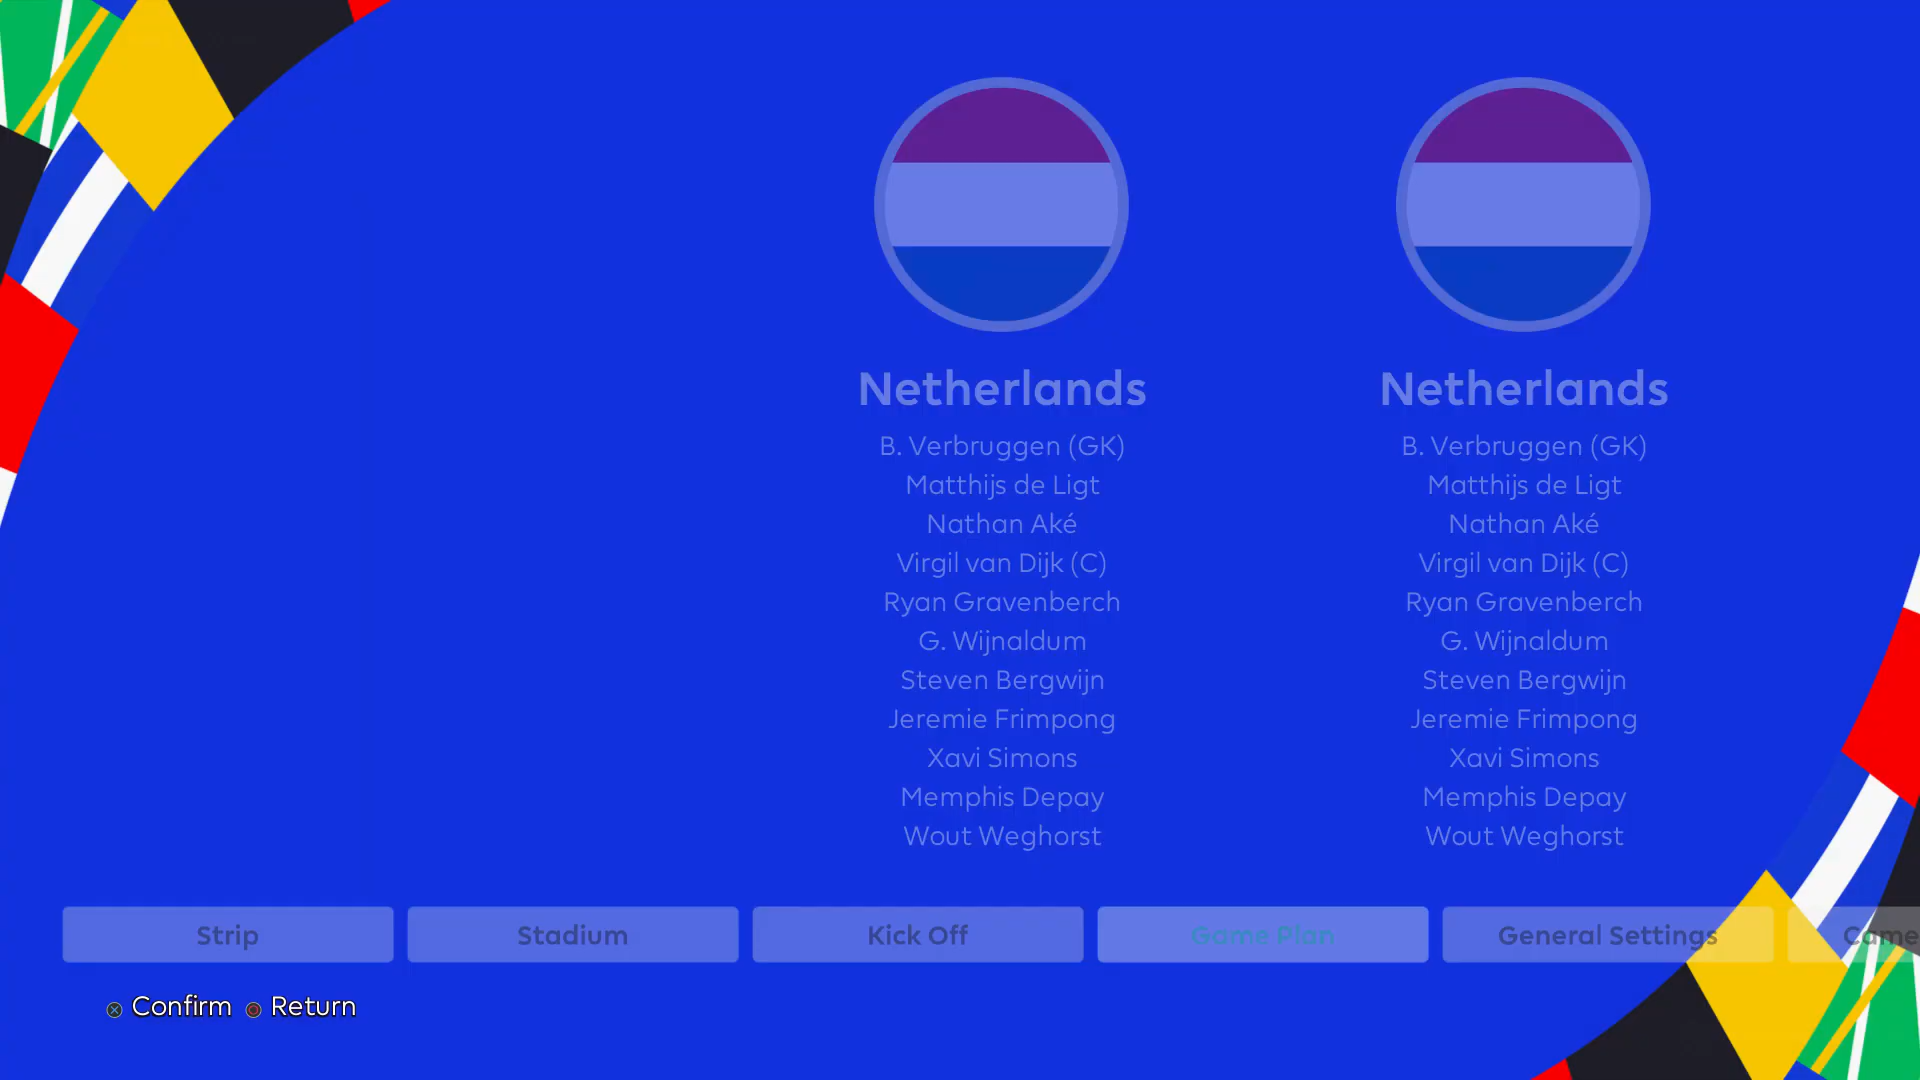 Netherlands
B. Verbruggen (GK)
Matthijs de Ligt
Nathan Aké
Virgil van Dijk (C)
Ryan Gravenberch
G. Wijnaldum
Steven Bergwijn
Jeremie Frimpong
Xavi Simons
Memphis Depay
Wout Weghorst
Netherlands
B. Verbruggen (GK)
Matthijs de Ligt
Nathan Aké
Virgil van Dijk (C)
Ryan Gravenberch
G. Wijnaldum
Steven Bergwijn
Jeremie Frimpong
Xavi Simons
Memphis Depay
Wout Weghorst
Strip
Stadium
Kick Off
Game Plan
General Settings
Came
Confirm
Return